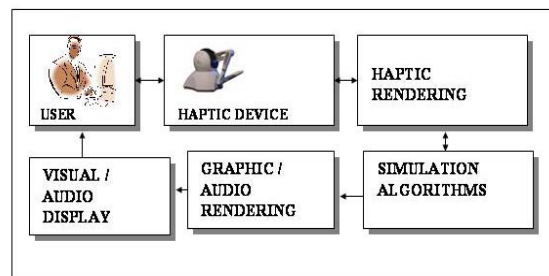 USER
HAPTIC DEVICE
HAPTIC
RENDERING
VISUAL /
AUDIO
DISPLAY
GRAPHIC /
AUDIO
RENDERING
SIMULATION
ALGORITHMS